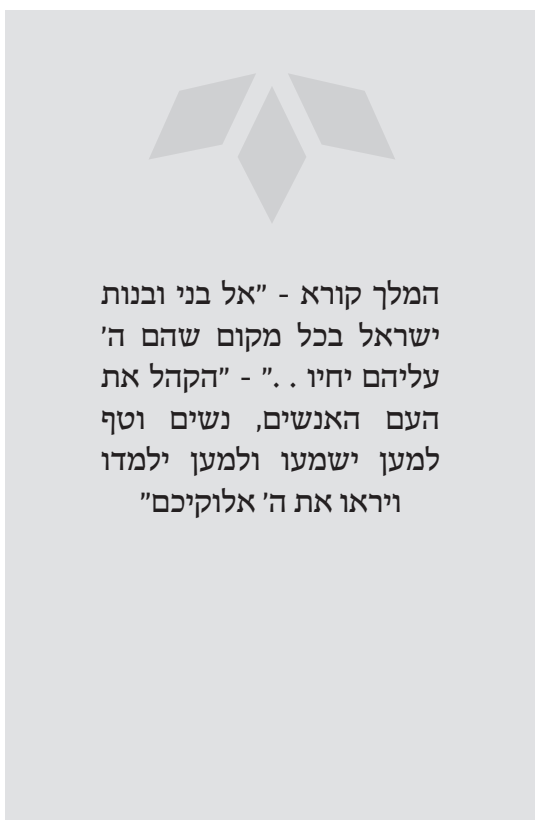 המלך קורא - "אל בני ובנות
ישראל בכל מקום שהם ה'
עליהם יחיו . ." - "הקהל את
העם האנשים, נשים וטף
למען ישמעו ולמען ילמדו
ויראו את ה' אלוקיכם"